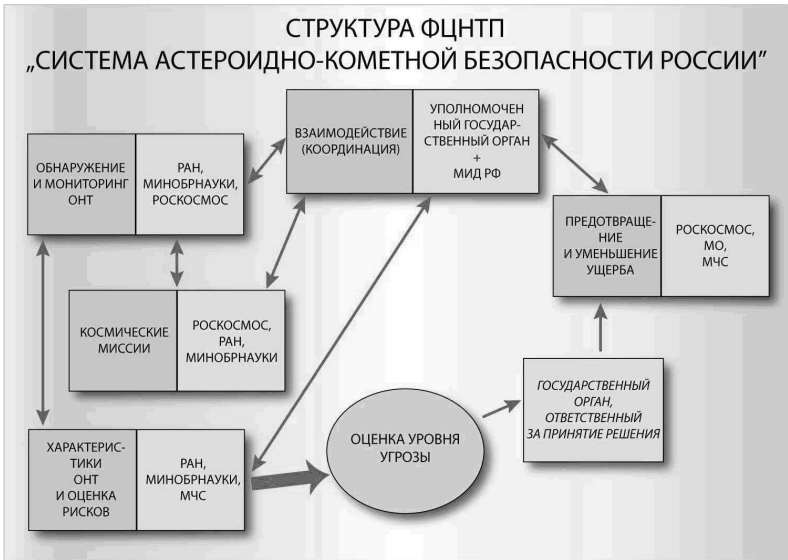 СТРУКТУРА ФЦНТП
„СИСТЕМА АСТЕРОИДНО-КОМЕТНОЙ БЕЗОПАСНОСТИ РОССИИ”
ВЗАИМОДЕЙСТВИЕ
(КООРДИНАЦИЯ)
УПОЛНОМОЧЕН
НЫЙ ГОСУДАР-
СТВЕННЫЙ ОРГАН
+
МИД РФ
ОБНАРУЖЕНИЕ
И МОНИТОРИНГ
ОНТ
РАН,
МИНОБРНАУКИ,
РОСКОСМОС
ПРЕДОТВРАЩЕ-
НИЕ
И УМЕНЬШЕНИЕ
УЩЕРБА
РОСКОСМОС,
МО,
МЧС
КОСМИЧЕСКИЕ
МИССИИ
РОСКОСМОС,
РАН,
МИНОБРНАУКИ
ГОСУДАРСТВЕННЫЙ
ОРГАН,
ОТВЕТСТВЕННЫЙ
ЗА ПРИНЯТИЕ РЕШЕНИЯ
ХАРАКТЕРИС-
ТИКИ
ОНТ
И ОЦЕНКА
РИСКОВ
РАН,
МИНОБРНАУКИ,
МЧС
ОЦЕНКА УРОВНЯ
УГРОЗЫ